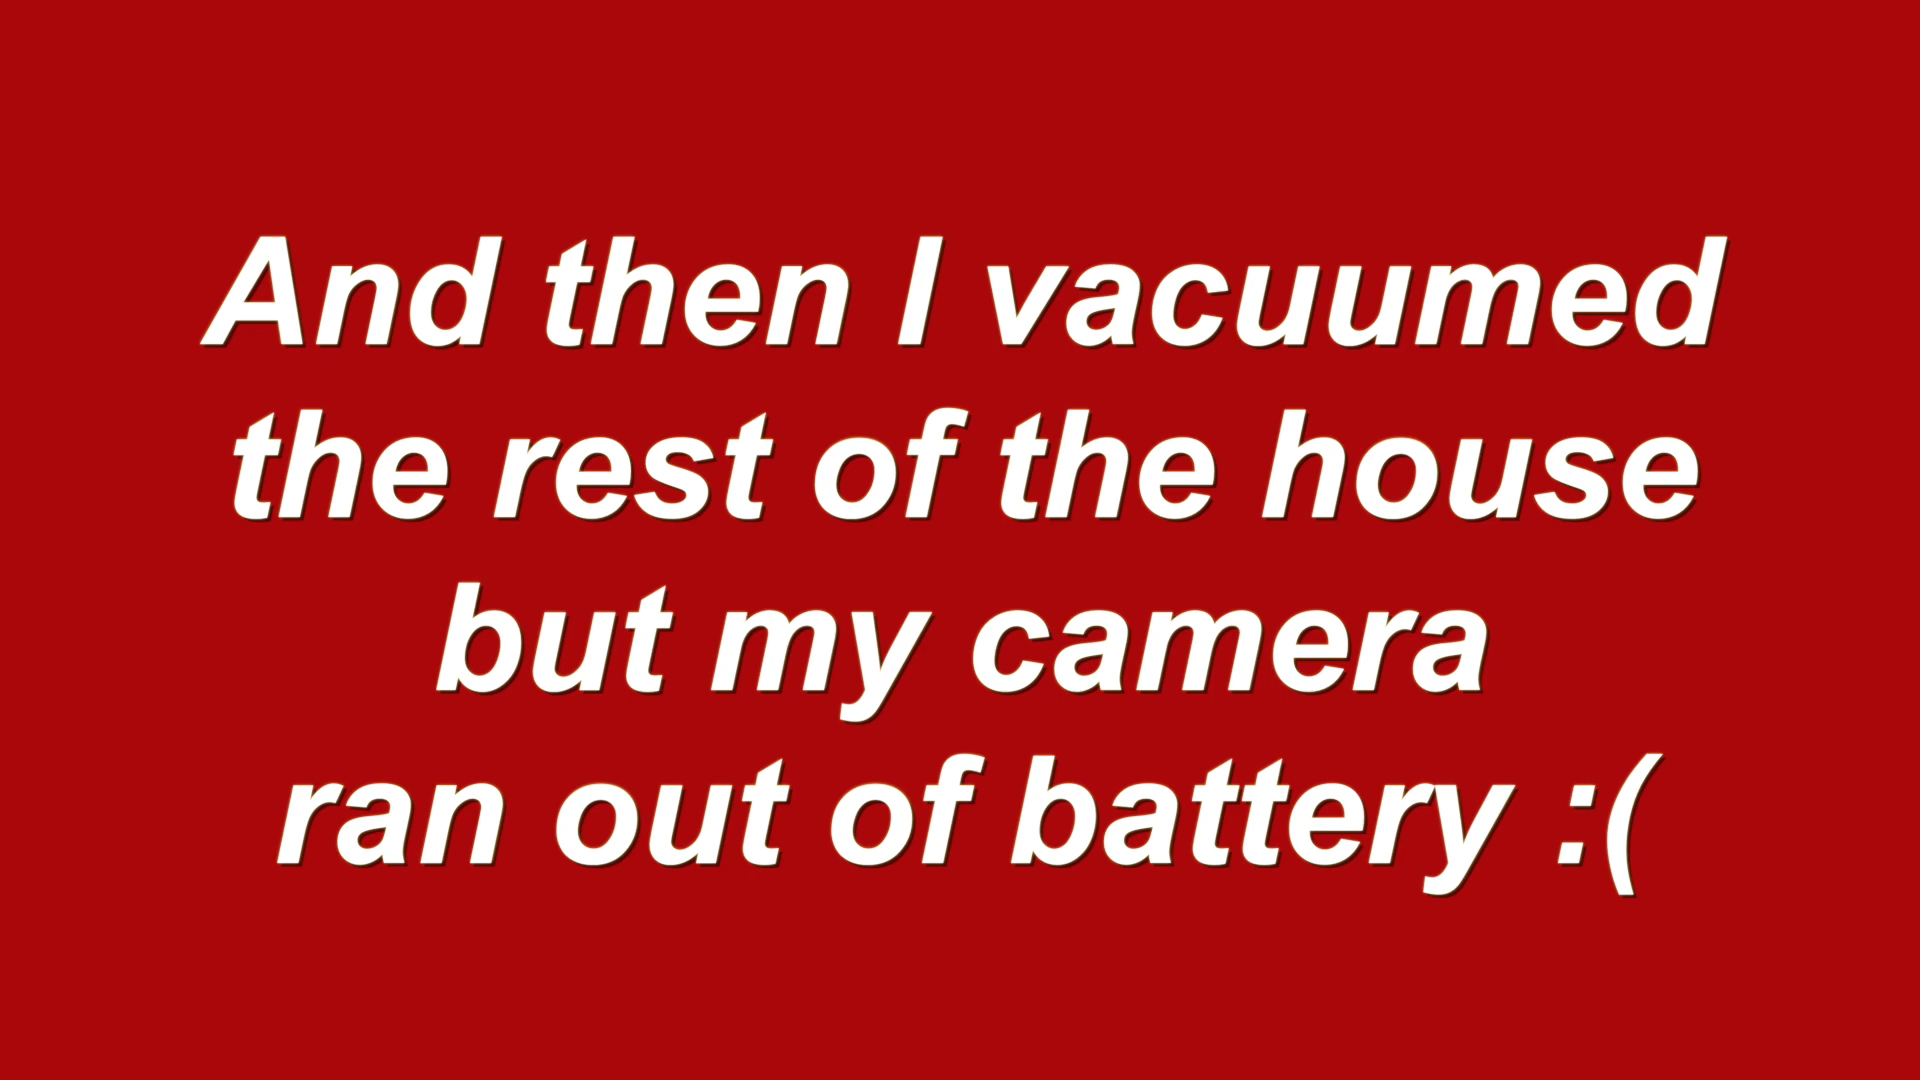 And then I vacuumed
the rest of the house
but my camera
ran out of battery :(